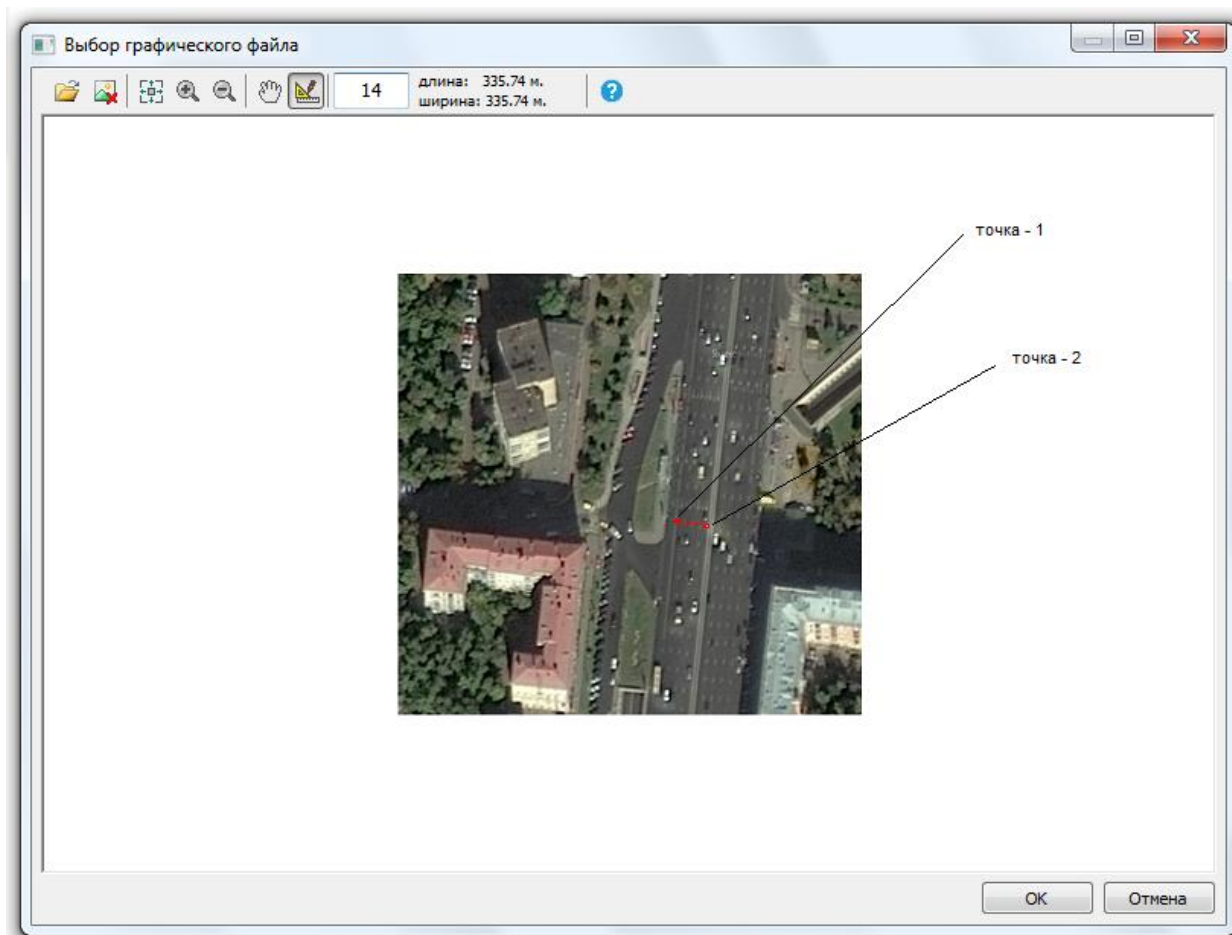 Выбор графического файла
14
длина: 335.74 м.
ширина: 335.74 м.
точка - 1
точка - 2
OK
Отмена